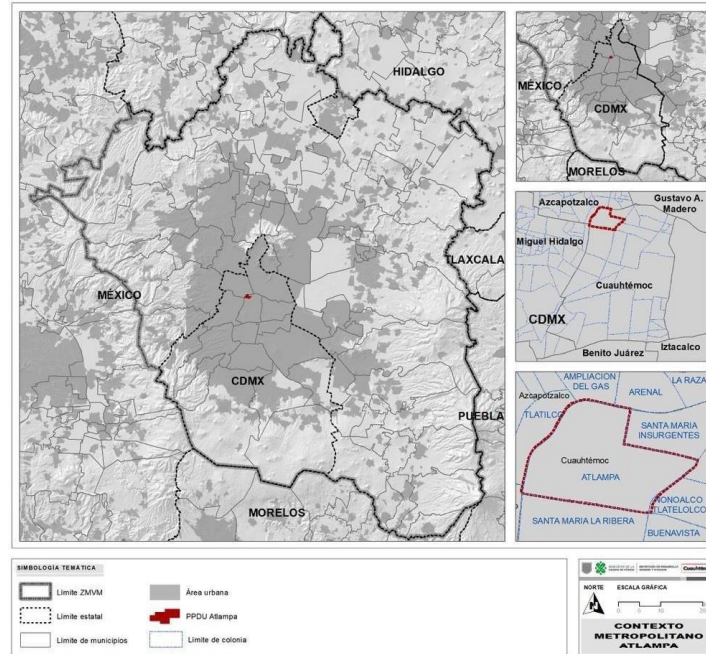 HIDALGO
MÉXICO
TLAXCALA
CDMX
PUEBLA
MORELOS
MÉXICO
CDMX
MORELOS
Azcapotzalco
Gustavo A.
Madero
Miguel Hidalgo
Cuauhtémoc
CDMX
Benito Juárez
Iztacalco
AMPLIACION
DEL GAS
LA RAZA
ARENAL
Azcapotzalco
TLATILCO
SANTA MARIA
INSURGENTES
Cuauhtémoc
ATLAMPA
NONOALCO
TLATELOLCO
SANTA MARIA LA RIBERA
BUENAVISTA
SIMBOLOGÍA TEMÁTICA
Límite ZMVM
Área urbana
Límite estatal
PPDU Atlampa
Límite de municipios
Límite de colonia
NORTE
ESCALA GRÁFICA
CONTEXTO
METROPOLITANO
ATLAMPA